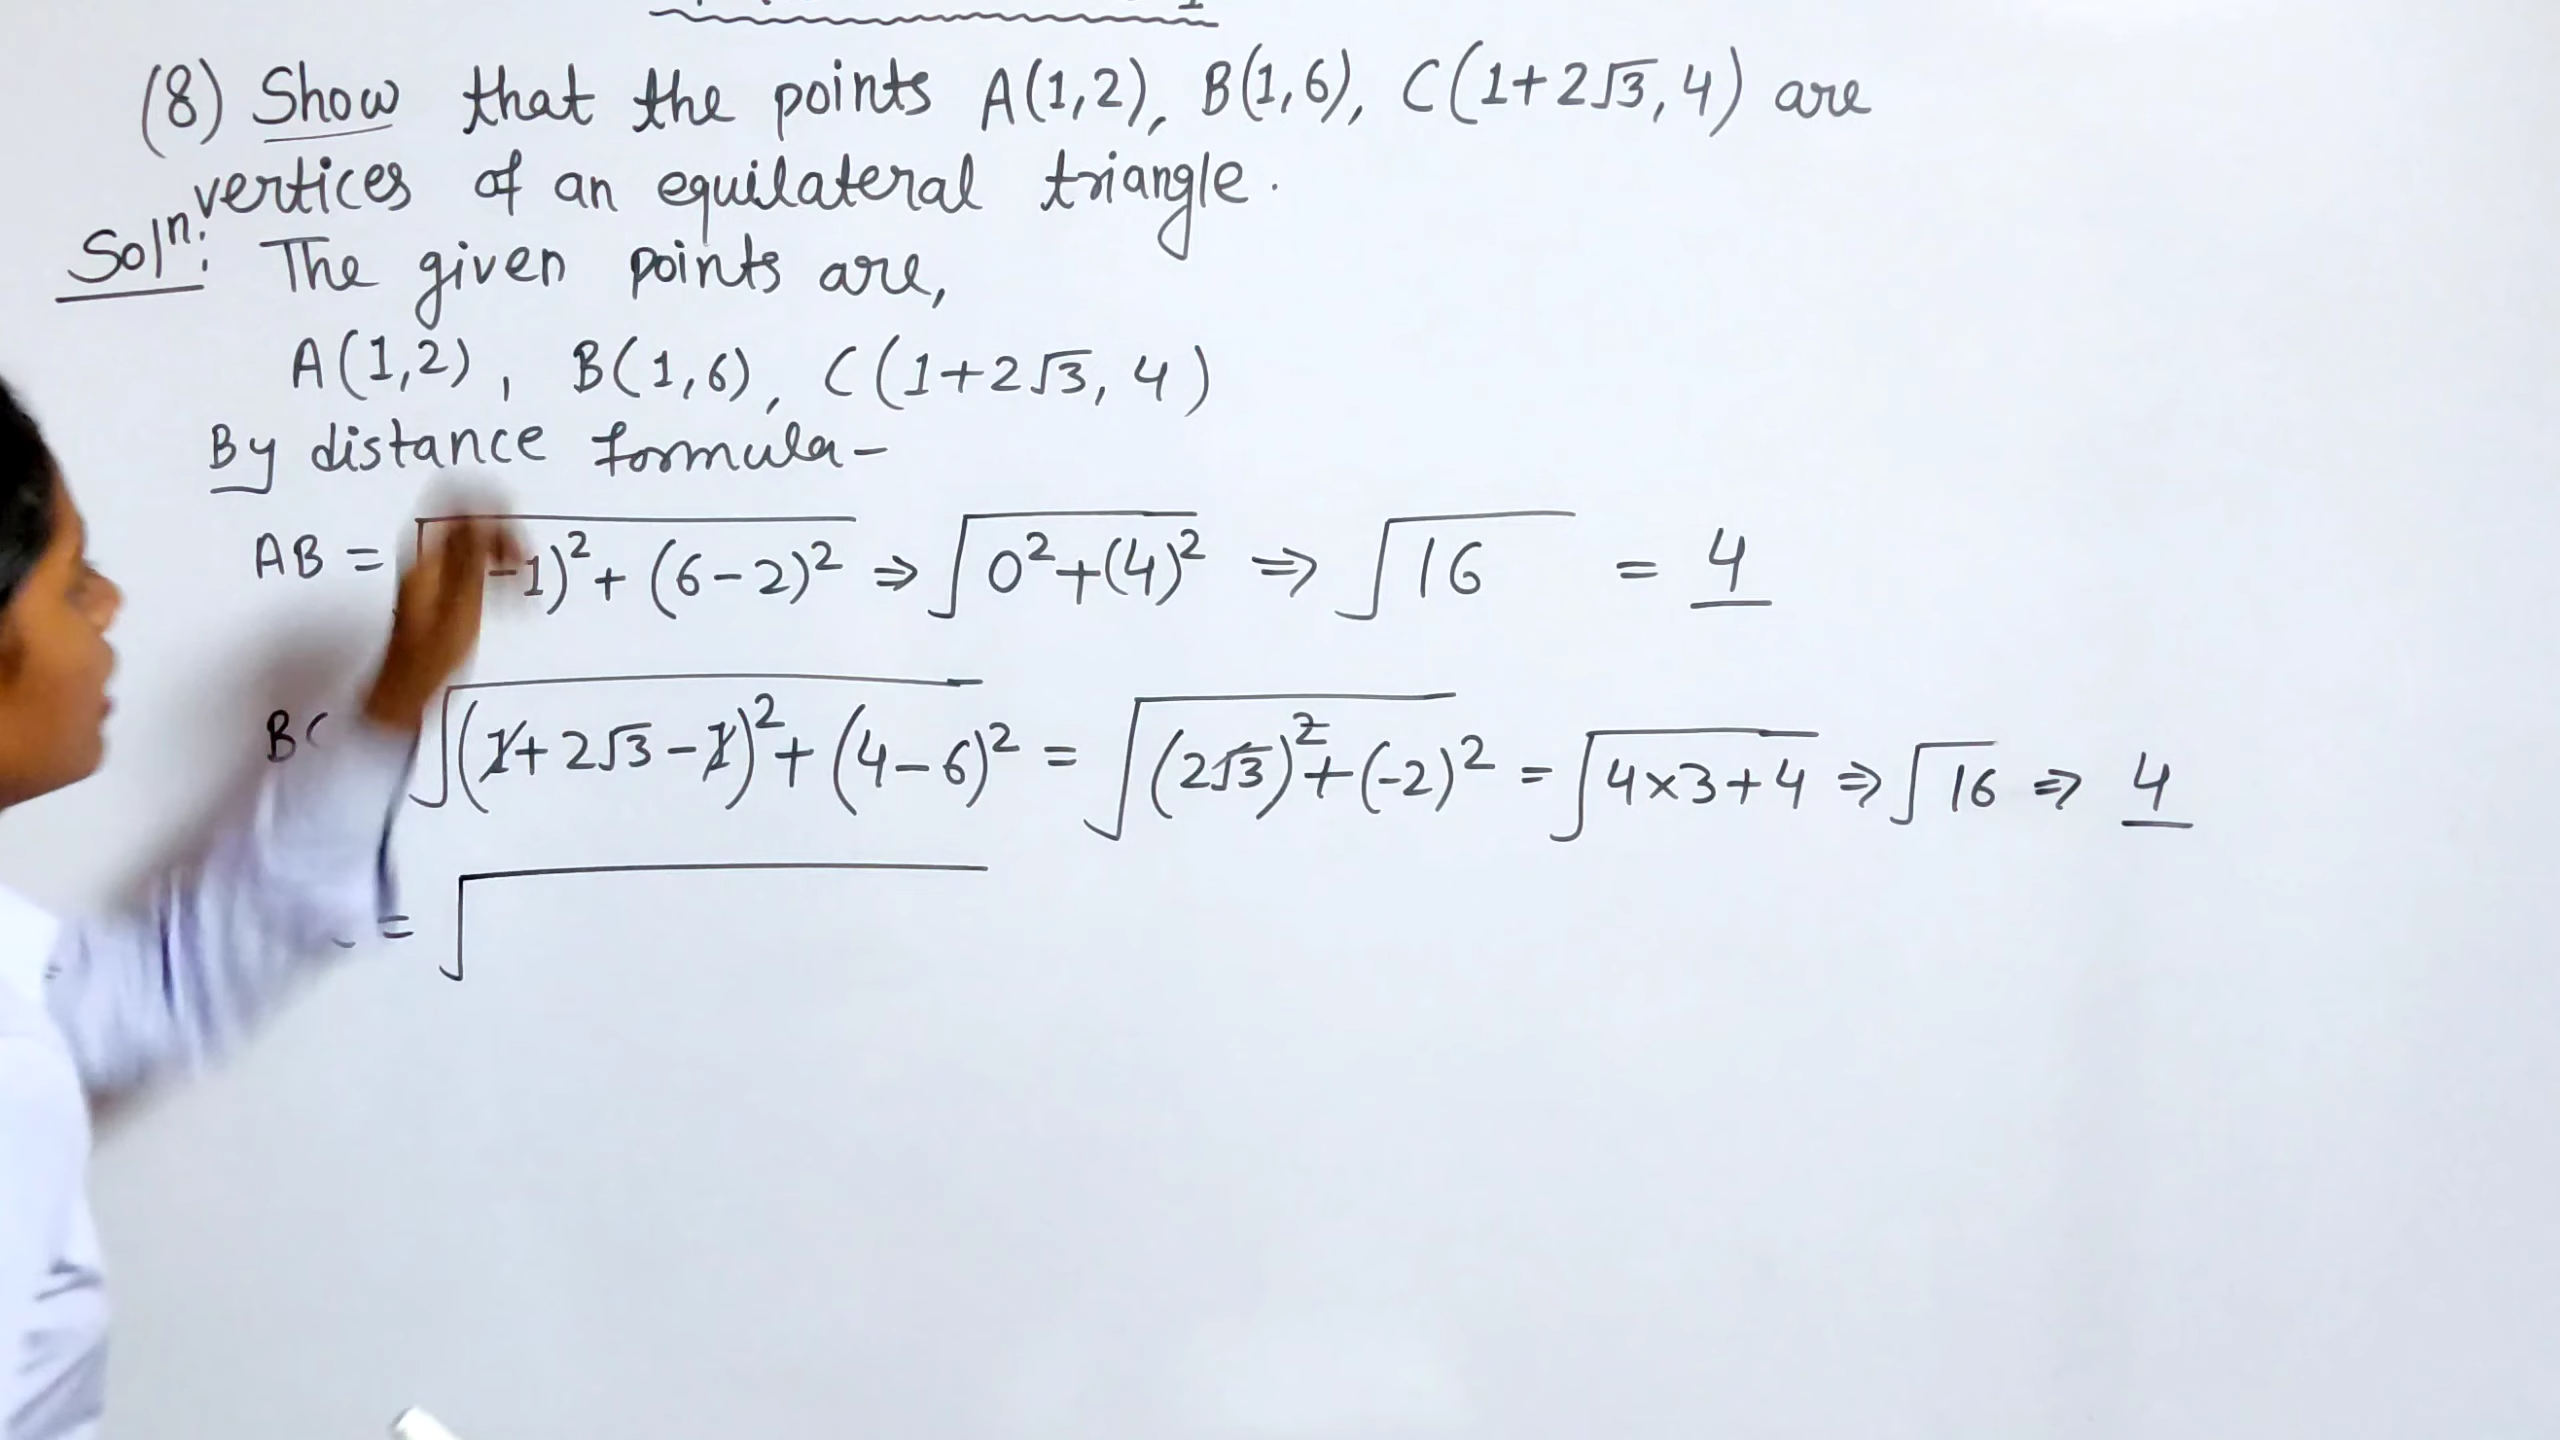 (8) Show that the points A(1,2), B(1,6), C(1+2√3, 4) are
vertices of an equilateral triangle.
Solⁿ: The given points are,
A(1,2), B(1,6), C(1+2√3, 4)
By distance formula-
AB = √ -1)²+(6-2)² ⇒ √0²+(4)² ⇒ √16 = 4
BC √(1+2√3-1)²+(4-6)² = √(2√3)²+(-2)² = √4×3+4 ⇒ √16 ⇒ 4
= √